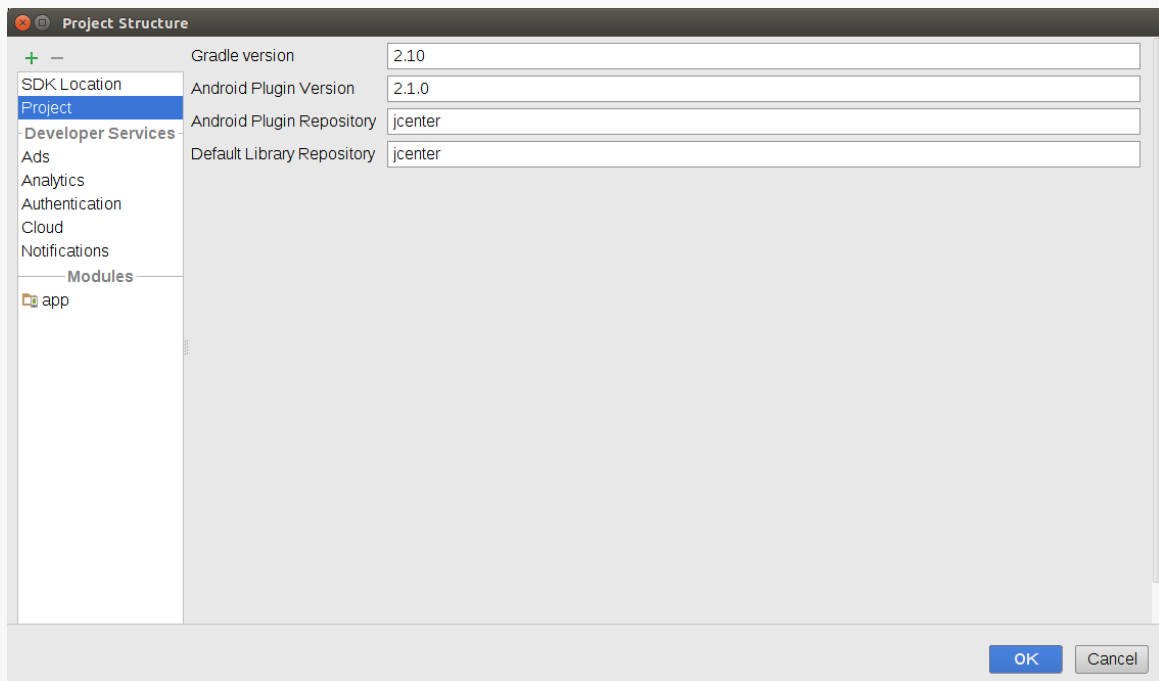 Project Structure
SDK Location
Project
Developer Services
Ads
Analytics
Authentication
Cloud
Notifications
Modules
app
Gradle version 2.10
Android Plugin Version 2.1.0
Android Plugin Repository jcenter
Default Library Repository jcenter
OK Cancel